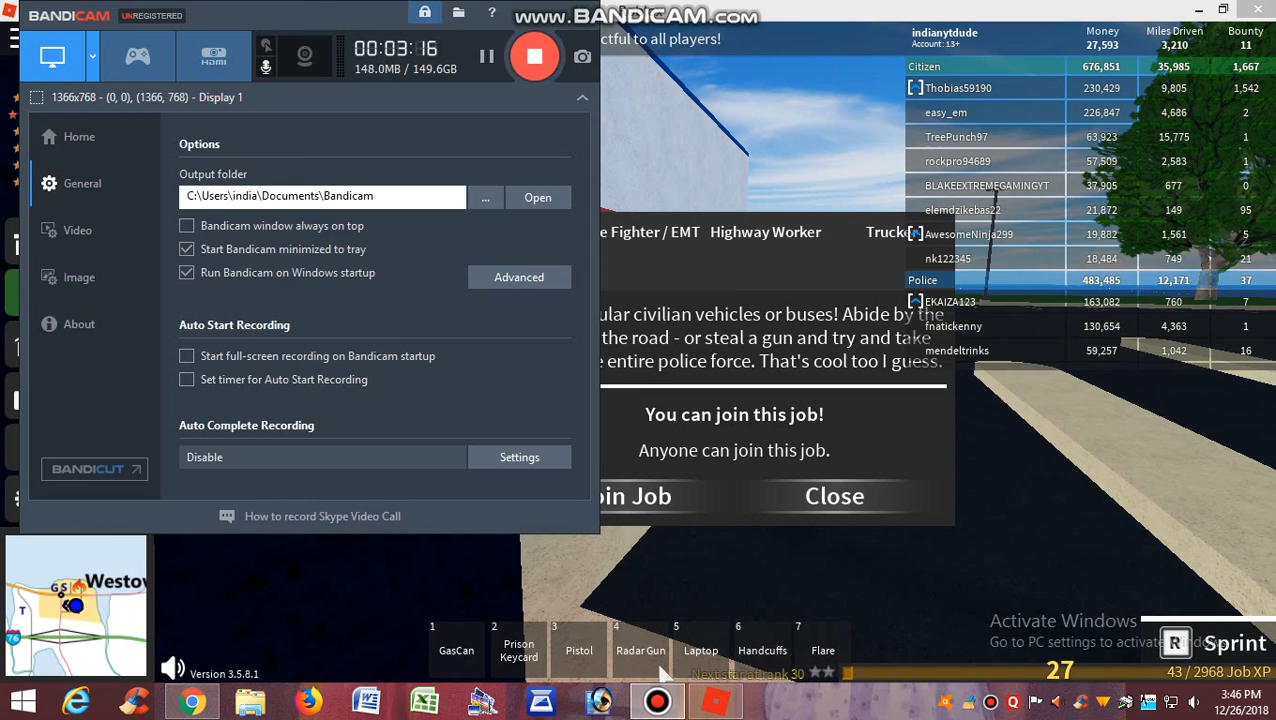 BANDICAM UNREGISTERED
?
www.BANDICAM.com
00:03:16
148.0MB / 149.6GB
HDMI
1366x768 - (0, 0), (1366, 768) - Display 1
Home
General
Video
Image
About
BANDICUT
Options
Output folder
C:\Users\india\Documents\Bandicam
...
Open
Bandicam window always on top
Start Bandicam minimized to tray
Run Bandicam on Windows startup
Advanced
Auto Start Recording
Start full-screen recording on Bandicam startup
Set timer for Auto Start Recording
Auto Complete Recording
Disable
Settings
How to record Skype Video Call
ctful to all players!
indianytdude
Account: 13+
Money Miles Driven Bounty
27,593 3,210 11
Citizen 676,851 35,985 1,667
Thobias59190 230,429 9,805 1,542
easy_em 226,847 4,686 2
TreePunch97 63,923 15,775 1
rockpro94689 57,509 2,583 1
BLAKEEXTREMEGAMINGYT 37,905 677 0
elemdzikebas22 21,872 149 95
AwesomeNinja299 19,882 1,561 5
nk122345 18,484 749 21
Police 483,485 12,171 37
EKAIZA123 163,082 760 7
fnatickenny 130,654 4,363 1
mendeltrinks 59,257 1,042 16
e Fighter / EMT Highway Worker Trucke
ular civilian vehicles or buses! Abide by the
the road - or steal a gun and try and take
e entire police force. That's cool too I guess.
You can join this job!
Anyone can join this job.
oin Job
Close
Westov
G S
T
76
Version 3.5.8.1
1 GasCan
2 Prison Keycard
3 Pistol
4 Radar Gun
5 Laptop
6 Handcuffs
7 Flare
Next star at rank 30
27
43 / 2968 Job XP
R Sprint
Activate Windows
Go to PC settings to activate Windows.
3:46 PM
12/26/2018